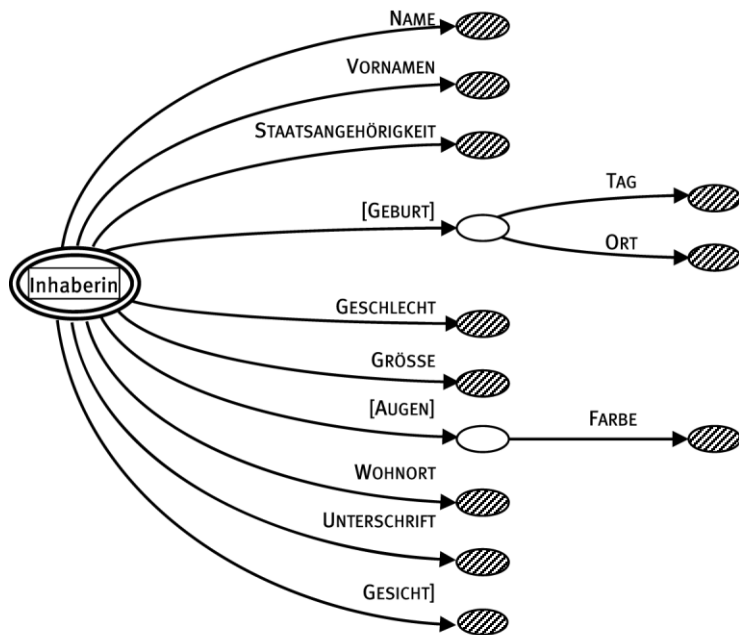 NAME
VORNAMEN
STAATSANGEHÖRIGKEIT
TAG
[GEBURT]
ORT
Inhaberin
GESCHLECHT
GRÖSSE
[AUGEN]
FARBE
WOHNORT
UNTERSCHRIFT
GESICHT]